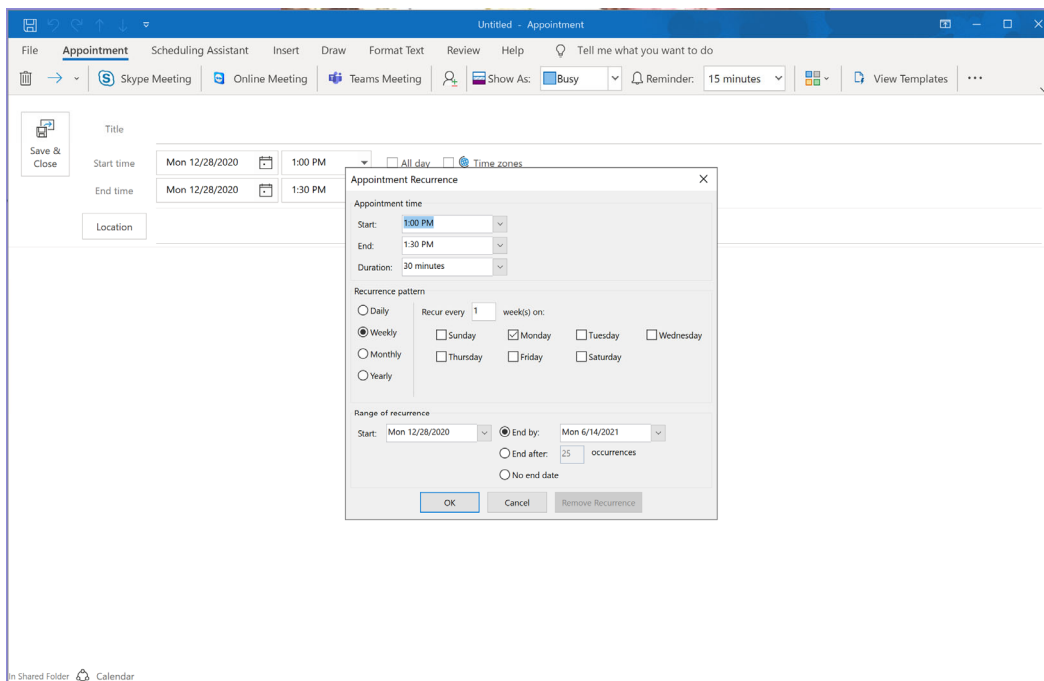 Untitled - Appointment
File Appointment Scheduling Assistant Insert Draw Format Text Review Help Tell me what you want to do
Skype Meeting Online Meeting Teams Meeting Show As: Busy Reminder: 15 minutes View Templates
Save & Close
Title
Start time Mon 12/28/2020 1:00 PM All day Time zones
End time Mon 12/28/2020 1:30 PM
Location
Appointment Recurrence
Appointment time
Start: 1:00 PM
End: 1:30 PM
Duration: 30 minutes
Recurrence pattern
Daily Recur every 1 week(s) on:
Weekly Sunday Monday Tuesday Wednesday
Monthly Thursday Friday Saturday
Yearly
Range of recurrence
Start: Mon 12/28/2020 End by: Mon 6/14/2021
End after: 25 occurrences
No end date
OK Cancel Remove Recurrence
In Shared Folder Calendar